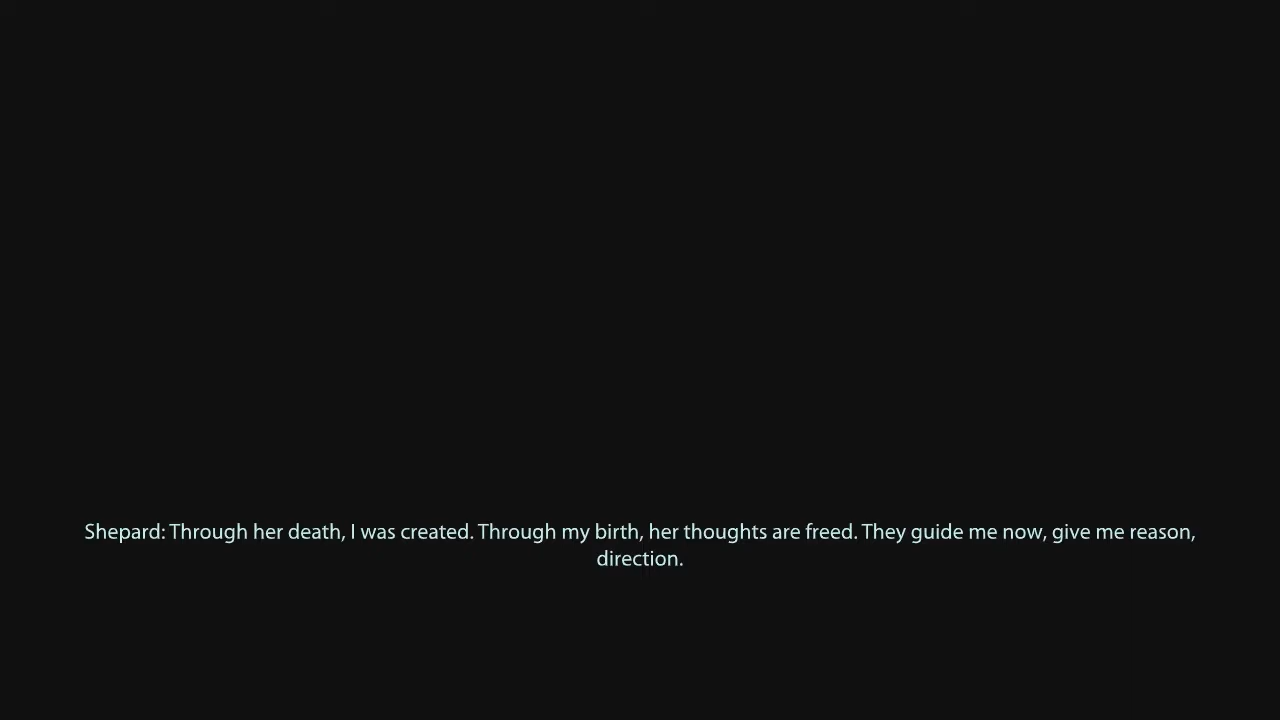 Shepard: Through her death, I was created. Through my birth, her thoughts are freed. They guide me now, give me reason,
direction.